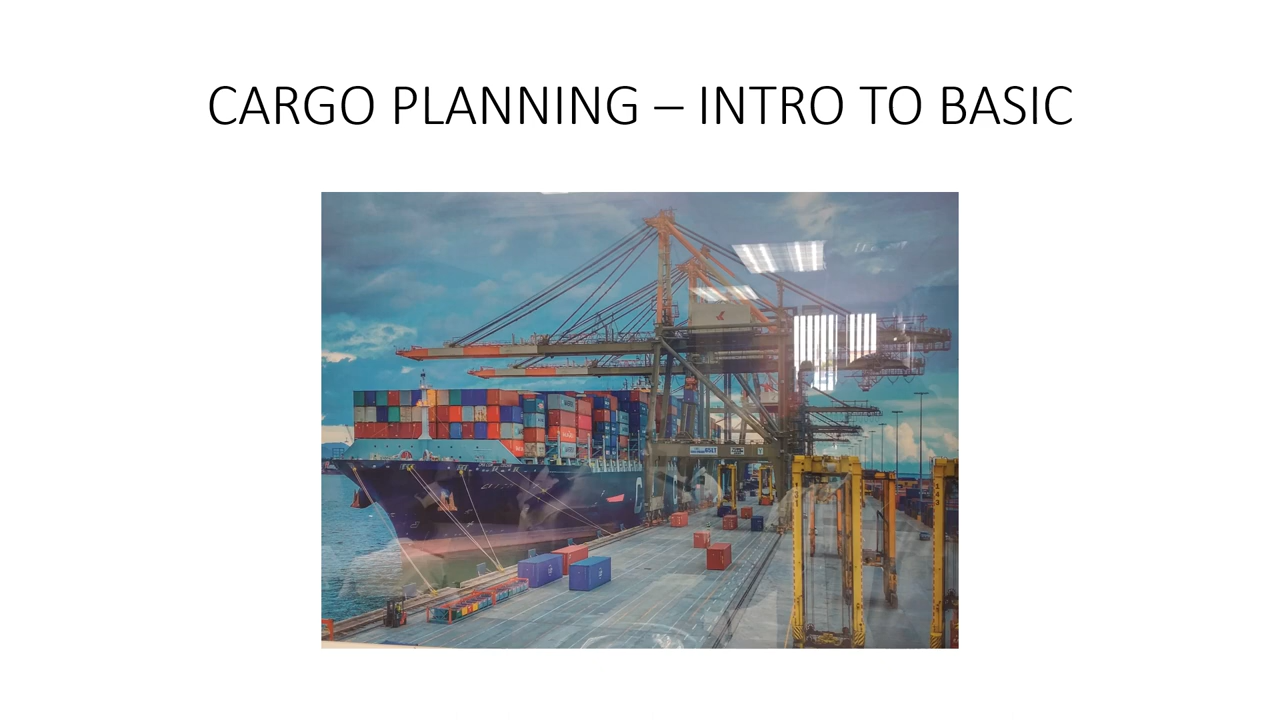 CARGO PLANNING – INTRO TO BASIC